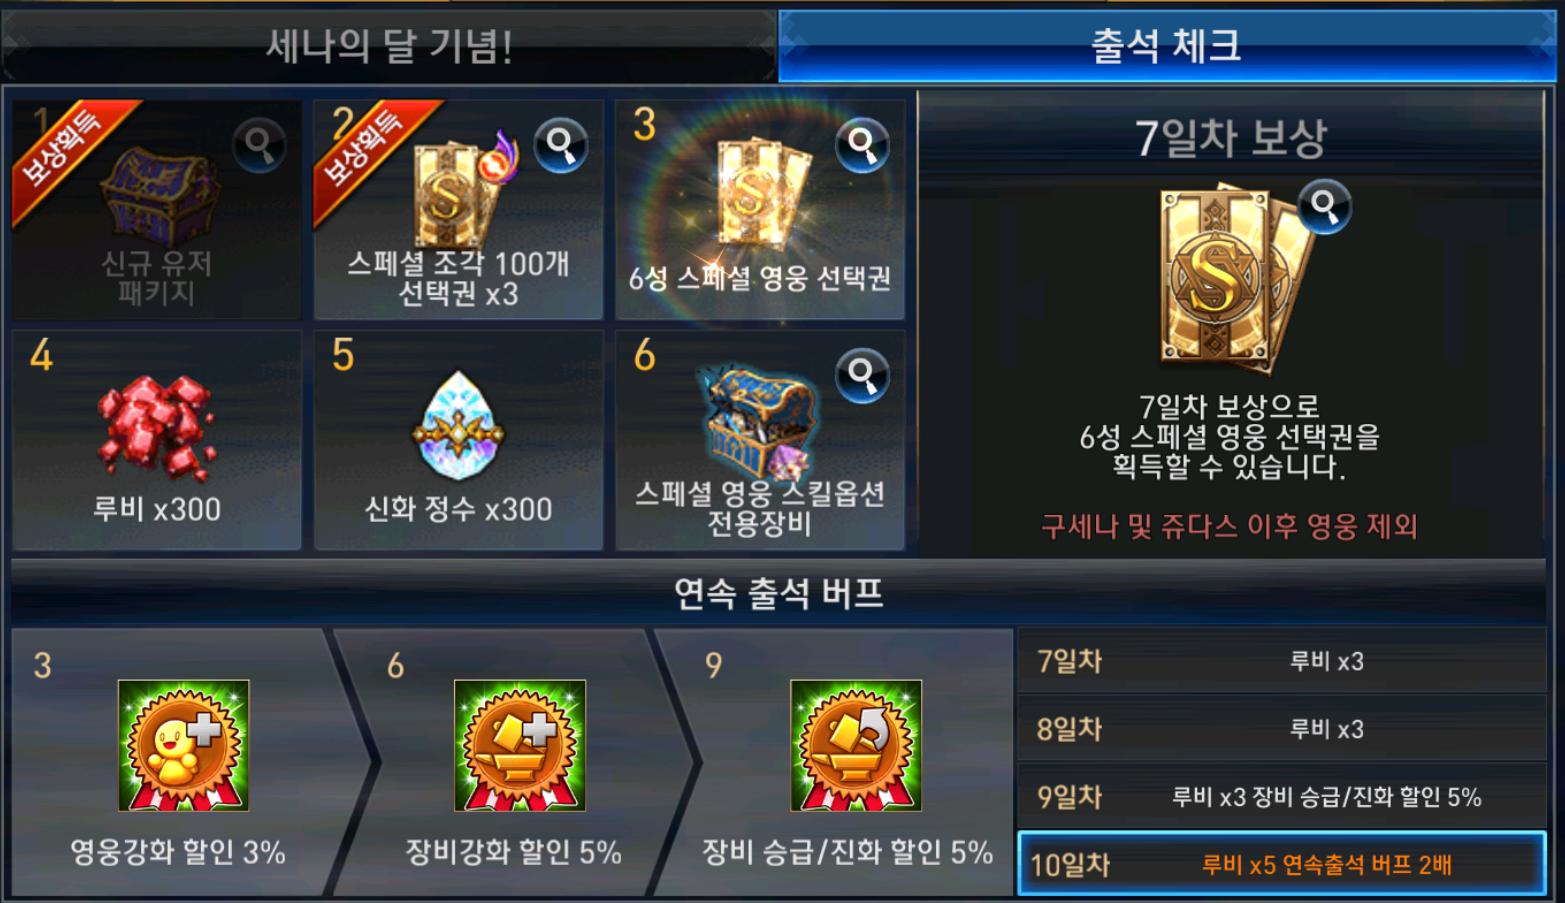 세나의 달 기념!
출석 체크
1
보상획득
신규 유저
패키지
2
보상획득
스페셜 조각 100개
선택권 x3
3
6성 스페셜 영웅 선택권
4
루비 x300
5
신화 정수 x300
6
스페셜 영웅 스킬옵션
전용장비
7일차 보상
S
7일차 보상으로
6성 스페셜 영웅 선택권을
획득할 수 있습니다.
구세나 및 쥬다스 이후 영웅 제외
연속 출석 버프
3
영웅강화 할인 3%
6
장비강화 할인 5%
9
장비 승급/진화 할인 5%
7일차 루비 x3
8일차 루비 x3
9일차 루비 x3 장비 승급/진화 할인 5%
10일차 루비 x5 연속출석 버프 2배